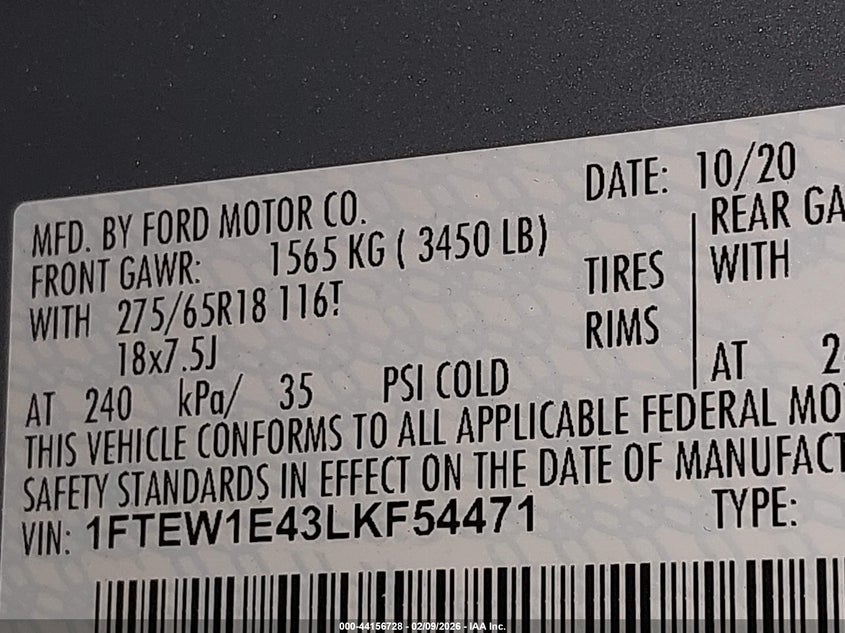 MFD. BY FORD MOTOR CO.
DATE: 10/20
FRONT GAWR: 1565 KG ( 3450 LB)
REAR GA
WITH 275/65R18 116T
TIRES
WITH
18x7.5J
RIMS
AT 240 kPa/ 35 PSI COLD
AT 2
THIS VEHICLE CONFORMS TO ALL APPLICABLE FEDERAL MO
SAFETY STANDARDS IN EFFECT ON THE DATE OF MANUFACT
VIN: 1FTEW1E43LKF54471
TYPE:
000-44156728 - 02/09/2026 - IAA Inc.